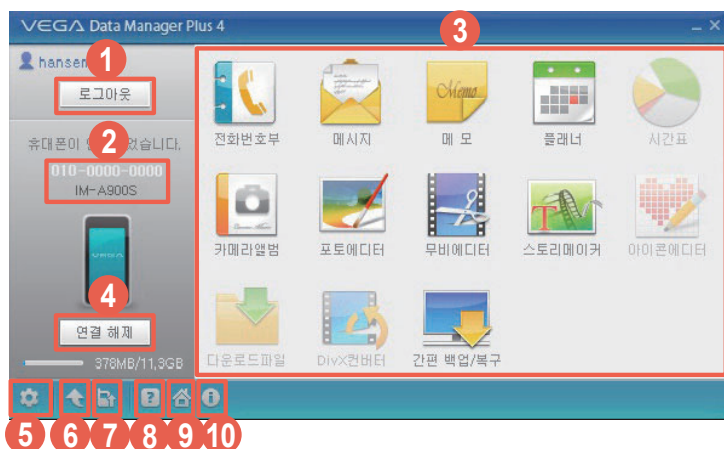 VEGA Data Manager Plus 4
3
hansen
1
로그아웃
2
휴대폰이
었습니다.
010-0000-0000
IM-A900S
VEGA
4
연결 해제
378MB/11,3GB
전화번호부
메시지
Memo
메 모
플래너
시간표
카메라앨범
포토에디터
무비에디터
T
스토리메이커
아이콘에디터
다운로드파일
DivX컨버터
간편 백업/복구
?
i
5
6
7
8
9
10